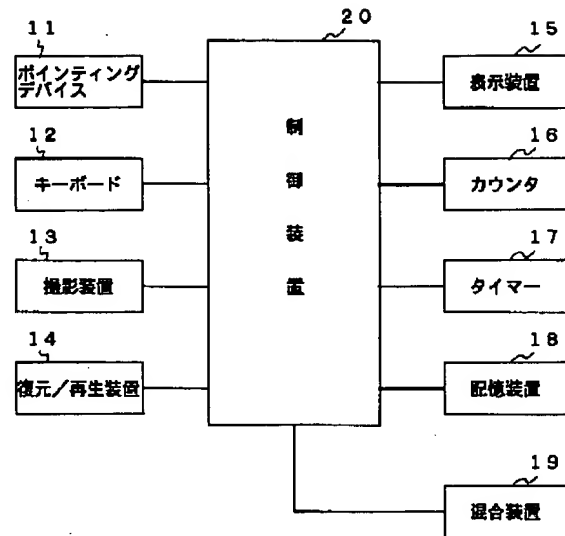 11
ポインティング
デバイス
12
キーボード
13
撮影装置
14
復元／再生装置
20
制御装置
15
表示装置
16
カウンタ
17
タイマー
18
記憶装置
19
混合装置